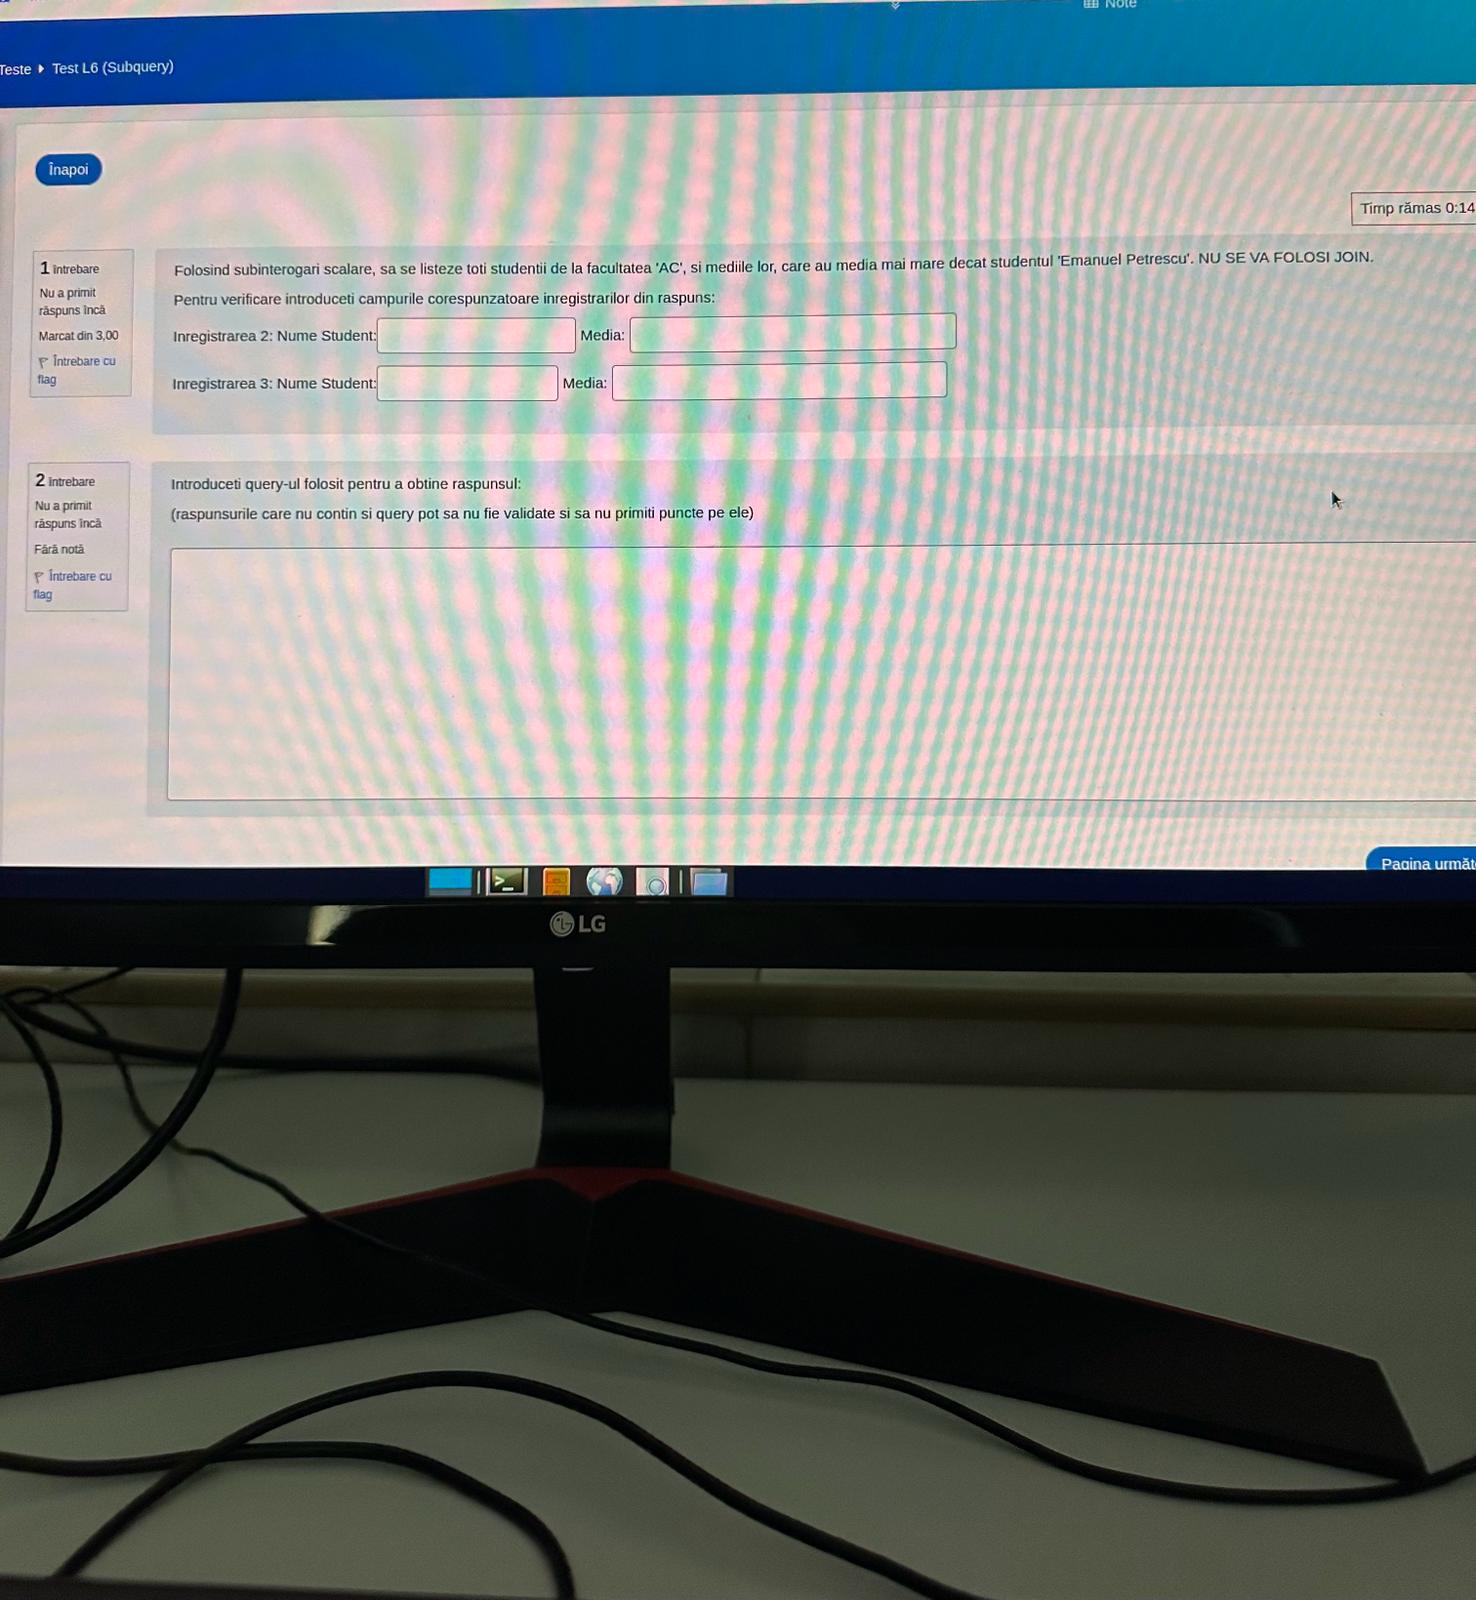 Note
Teste Test L6 (Subquery)
Înapoi
Timp rămas 0:14
1 întrebare
Nu a primit
răspuns încă
Marcat din 3,00
Întrebare cu
flag
Folosind subinterogari scalare, sa se listeze toti studentii de la facultatea 'AC', si mediile lor, care au media mai mare decat studentul 'Emanuel Petrescu'. NU SE VA FOLOSI JOIN.
Pentru verificare introduceti campurile corespunzatoare inregistrarilor din raspuns:
Inregistrarea 2: Nume Student: Media:
Inregistrarea 3: Nume Student: Media:
2 întrebare
Nu a primit
răspuns încă
Fără notă
Întrebare cu
flag
Introduceti query-ul folosit pentru a obtine raspunsul:
(raspunsurile care nu contin si query pot sa nu fie validate si sa nu primiti puncte pe ele)
Pagina următ
LG